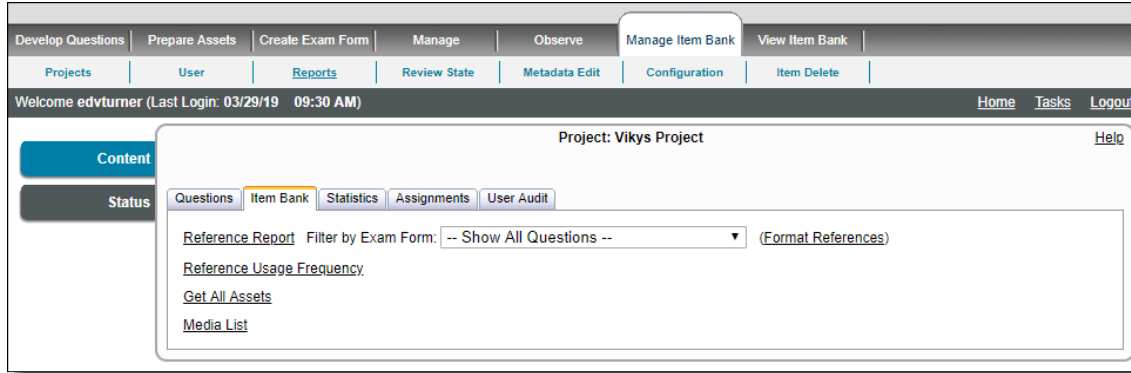 Develop Questions Prepare Assets Create Exam Form Manage Observe Manage Item Bank View Item Bank
Projects User Reports Review State Metadata Edit Configuration Item Delete
Welcome edvturner (Last Login: 03/29/19 09:30 AM) Home Tasks Logout
Project: Vikys Project Help
Content
Status
Questions Item Bank Statistics Assignments User Audit
Reference Report Filter by Exam Form: -- Show All Questions -- (Format References)
Reference Usage Frequency
Get All Assets
Media List